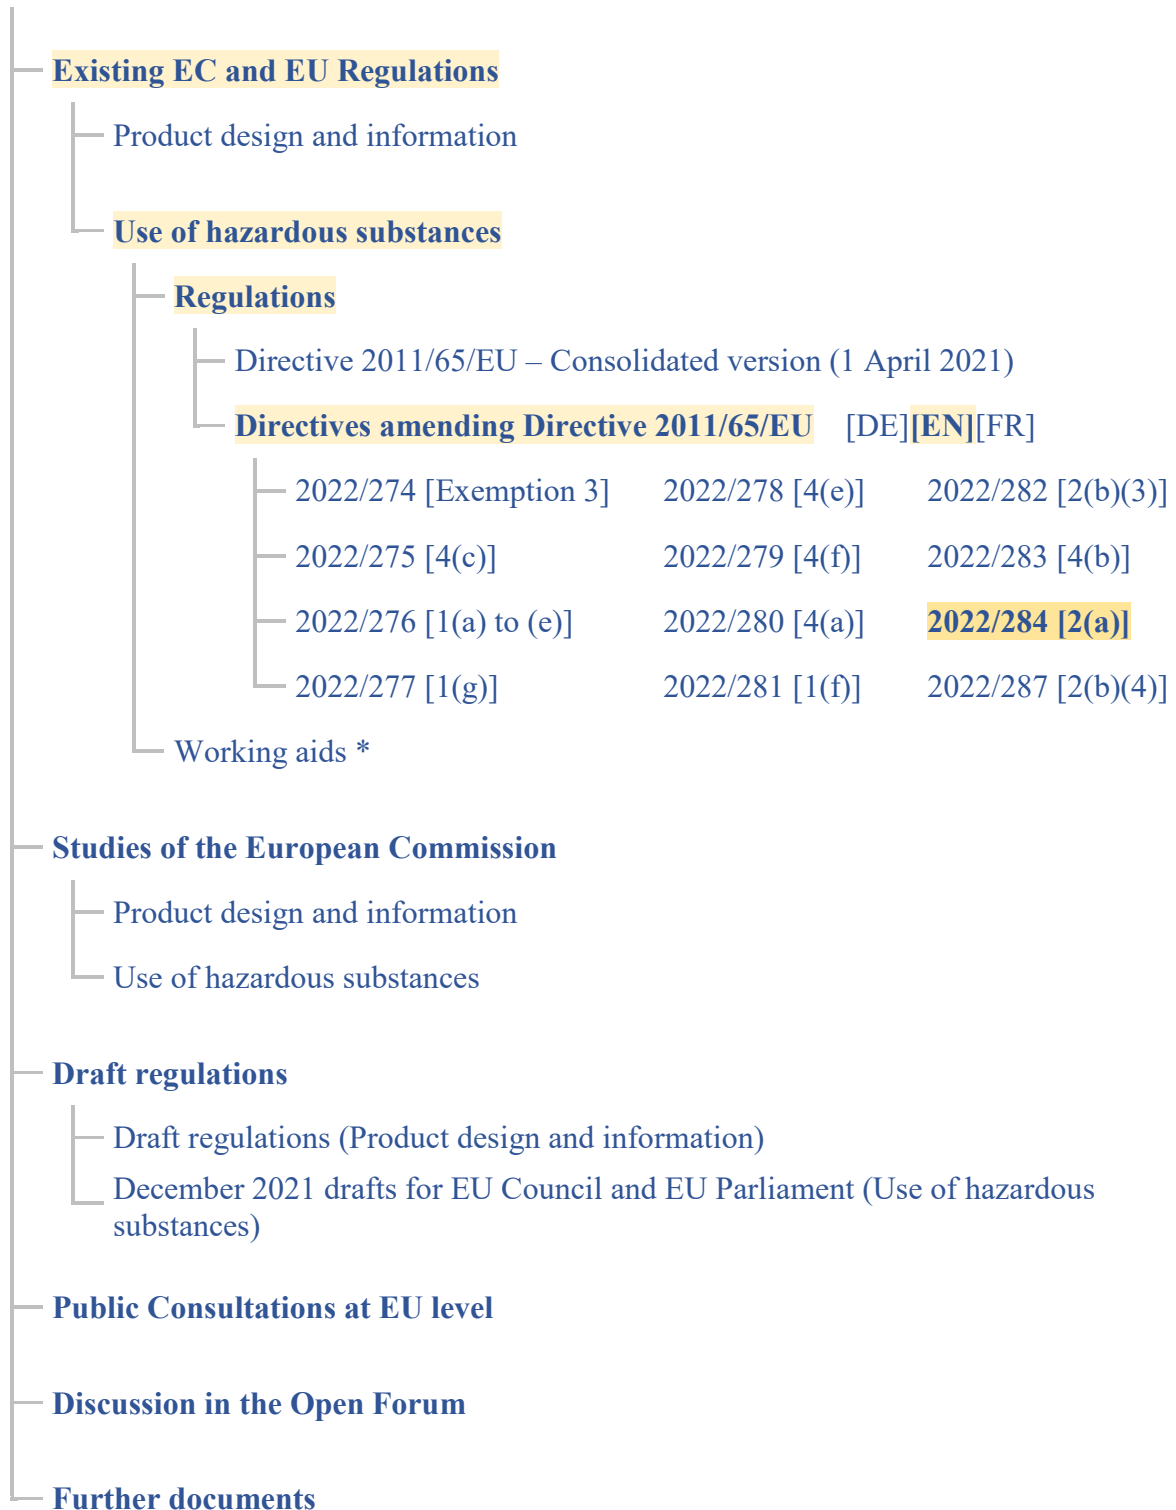 Existing EC and EU Regulations
Product design and information
Use of hazardous substances
Regulations
Directive 2011/65/EU – Consolidated version (1 April 2021)
Directives amending Directive 2011/65/EU [DE][EN][FR]
2022/274 [Exemption 3] 2022/278 [4(e)] 2022/282 [2(b)(3)]
2022/275 [4(c)] 2022/279 [4(f)] 2022/283 [4(b)]
2022/276 [1(a) to (e)] 2022/280 [4(a)] 2022/284 [2(a)]
2022/277 [1(g)] 2022/281 [1(f)] 2022/287 [2(b)(4)]
Working aids *
Studies of the European Commission
Product design and information
Use of hazardous substances
Draft regulations
Draft regulations (Product design and information)
December 2021 drafts for EU Council and EU Parliament (Use of hazardous
substances)
Public Consultations at EU level
Discussion in the Open Forum
Further documents